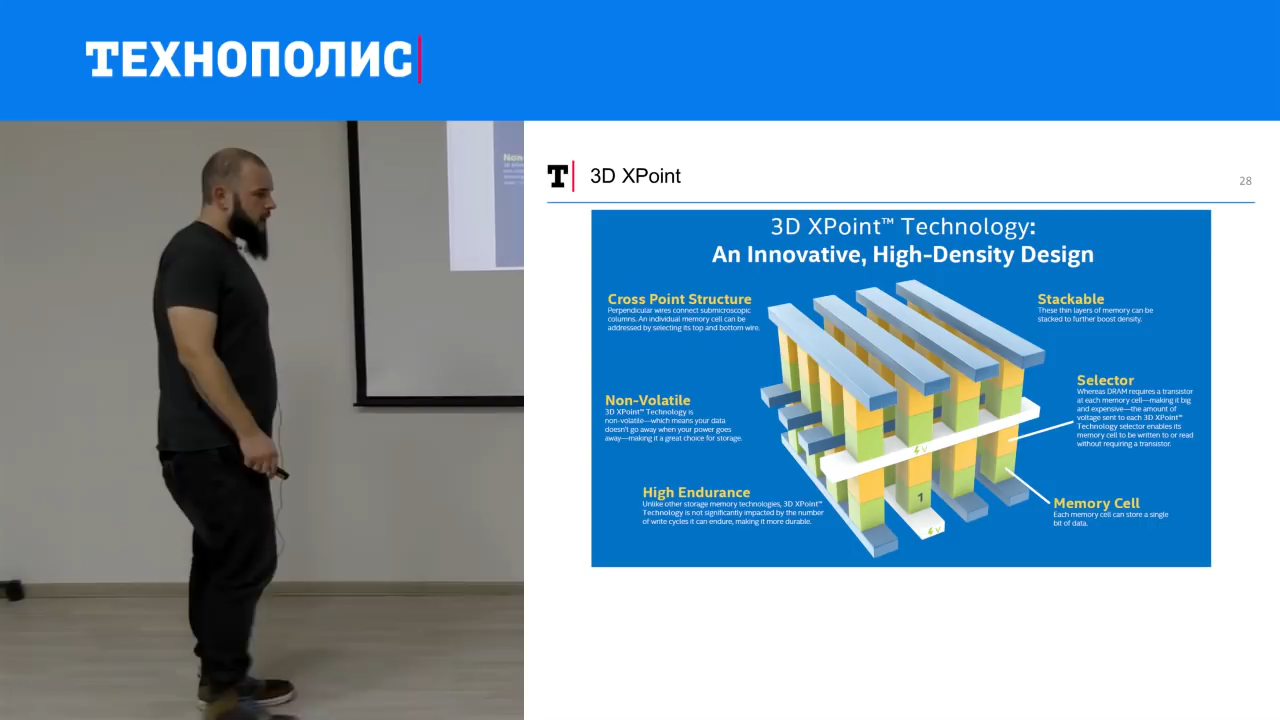 ТЕХНОПОЛИС
Non-
T
3D XPoint
28
3D XPoint™ Technology:
An Innovative, High-Density Design
Cross Point Structure
Perpendicular wires connect submicroscopic
columns. An individual memory cell can be
addressed by selecting its top and bottom wire.
Non-Volatile
3D XPoint™ Technology is
non-volatile—which means your data
doesn't go away when your power goes
away—making it a great choice for storage.
High Endurance
Unlike other storage memory technologies, 3D XPoint™
Technology is not significantly impacted by the number
of write cycles it can endure, making it more durable.
Stackable
These thin layers of memory can be
stacked to further boost density.
Selector
Whereas DRAM requires a transistor
at each memory cell—making it big
and expensive—the amount of
voltage sent to each 3D XPoint™
Technology selector enables its
memory cell to be written to or read
without requiring a transistor.
Memory Cell
Each memory cell can store a single
bit of data.
V
1
V